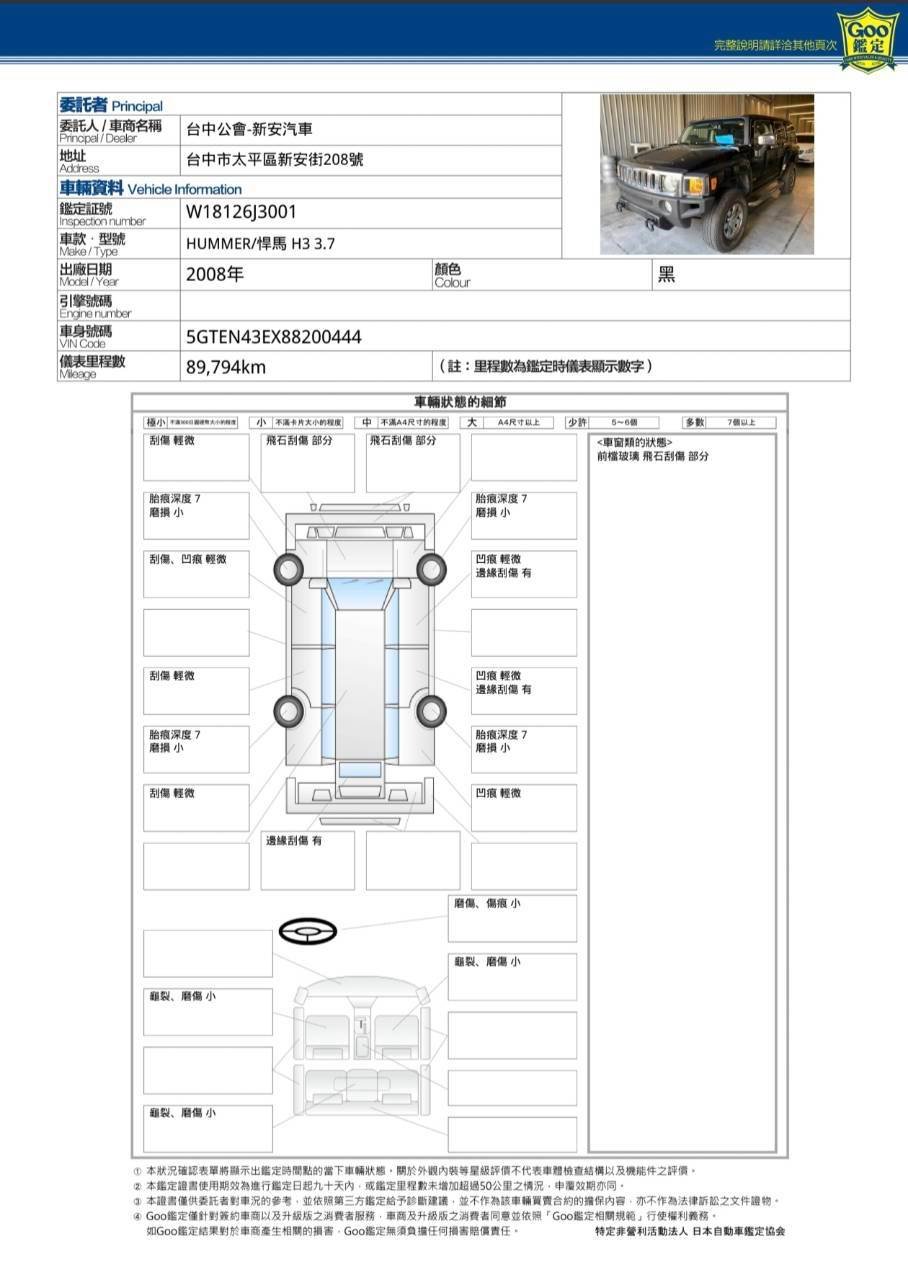 完整說明請詳洽其他頁次
Goo
鑑定
委託者 Principal
委託人 / 車商名稱
Principal / Dealer
台中公會-新安汽車
地址
Address
台中市太平區新安街208號
車輛資料 Vehicle Information
鑑定証號
Inspection number
W18126J3001
車款．型號
Make / Type
HUMMER/悍馬 H3 3.7
出廠日期
Model / Year
2008年
顏色
Colour
黑
引擎號碼
Engine number
車身號碼
VIN Code
5GTEN43EX88200444
儀表里程數
Mileage
89,794km
（註：里程數為鑑定時儀表顯示數字）
車輛狀態的細節
極小
小 不滿卡片大小的程度
中 不滿A4尺寸的程度
大 A4尺寸以上
少許 5～6個
多數 7個以上
刮傷 輕微
飛石刮傷 部分
飛石刮傷 部分
<車窗類的狀態>
前檔玻璃 飛石刮傷 部分
胎痕深度 7
磨損 小
胎痕深度 7
磨損 小
刮傷、凹痕 輕微
凹痕 輕微
邊緣刮傷 有
刮傷 輕微
凹痕 輕微
邊緣刮傷 有
胎痕深度 7
磨損 小
胎痕深度 7
磨損 小
刮傷 輕微
凹痕 輕微
邊緣刮傷 有
磨傷、傷痕 小
龜裂、磨傷 小
龜裂、磨傷 小
龜裂、磨傷 小
① 本狀況確認表單將顯示出鑑定時間點的當下車輛狀態，關於外觀內裝等星級評價不代表車體檢查結構以及機能件之評價。
② 本鑑定證書使用期效為進行鑑定日起九十天內，或鑑定里程數未增加超過50公里之情況，申覆效期亦同。
③ 本證書僅供委託者對車況的參考，並依照第三方鑑定給予診斷建議，並不作為該車輛買賣合約的擔保內容，亦不作為法律訴訟之文件證物。
④ Goo鑑定僅針對簽約車商以及升級版之消費者服務，車商及升級版之消費者同意並依照「Goo鑑定相關規範」行使權利義務。
如Goo鑑定結果對於車商產生相關的損害，Goo鑑定無須負擔任何損害賠償責任。
特定非營利活動法人 日本自動車鑑定協会